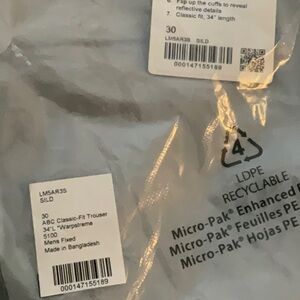 6. Flip up the cuffs to reveal
reflective details
7. Classic fit, 34" length
30
LM5AR3S SILD
000147155189
4
LDPE
RECYCLABLE
Micro-Pak® Enhanced
Micro-Pak® Feuilles PE
Micro-Pak® Hojas PE
LM5AR3S
SILD
30
ABC Classic-Fit Trouser
34"L *Warpstreme
5100
Mens Fixed
Made in Bangladesh
000147155189